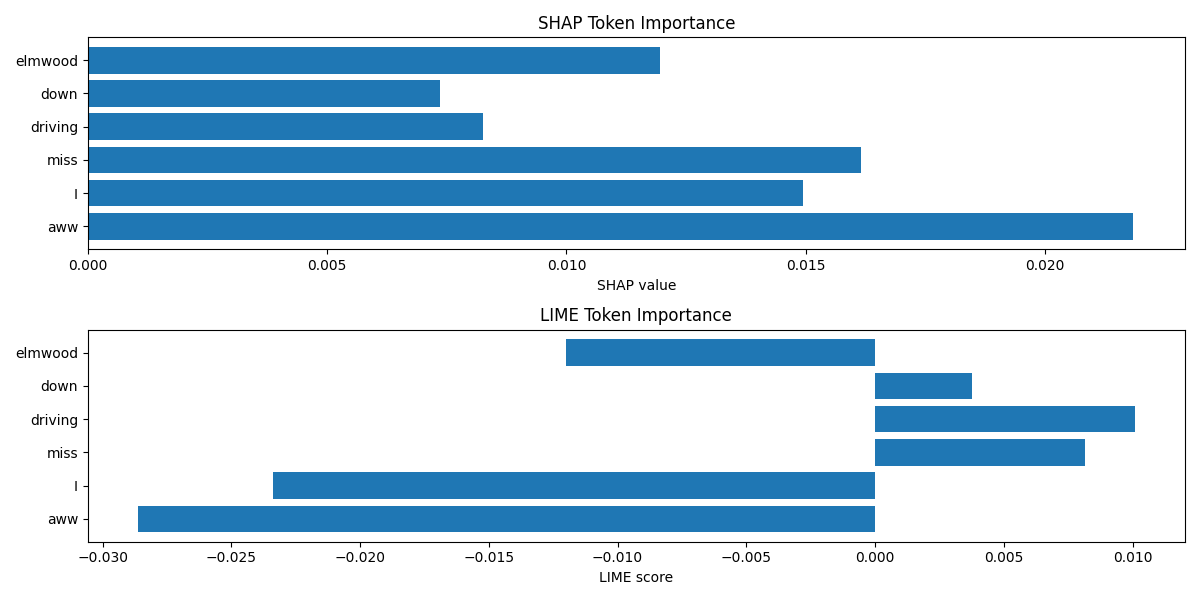 SHAP Token Importance
elmwood
down
driving
miss
I
aww
0.000 0.005 0.010 0.015 0.020
SHAP value
LIME Token Importance
elmwood
down
driving
miss
I
aww
−0.030 −0.025 −0.020 −0.015 −0.010 −0.005 0.000 0.005 0.010
LIME score